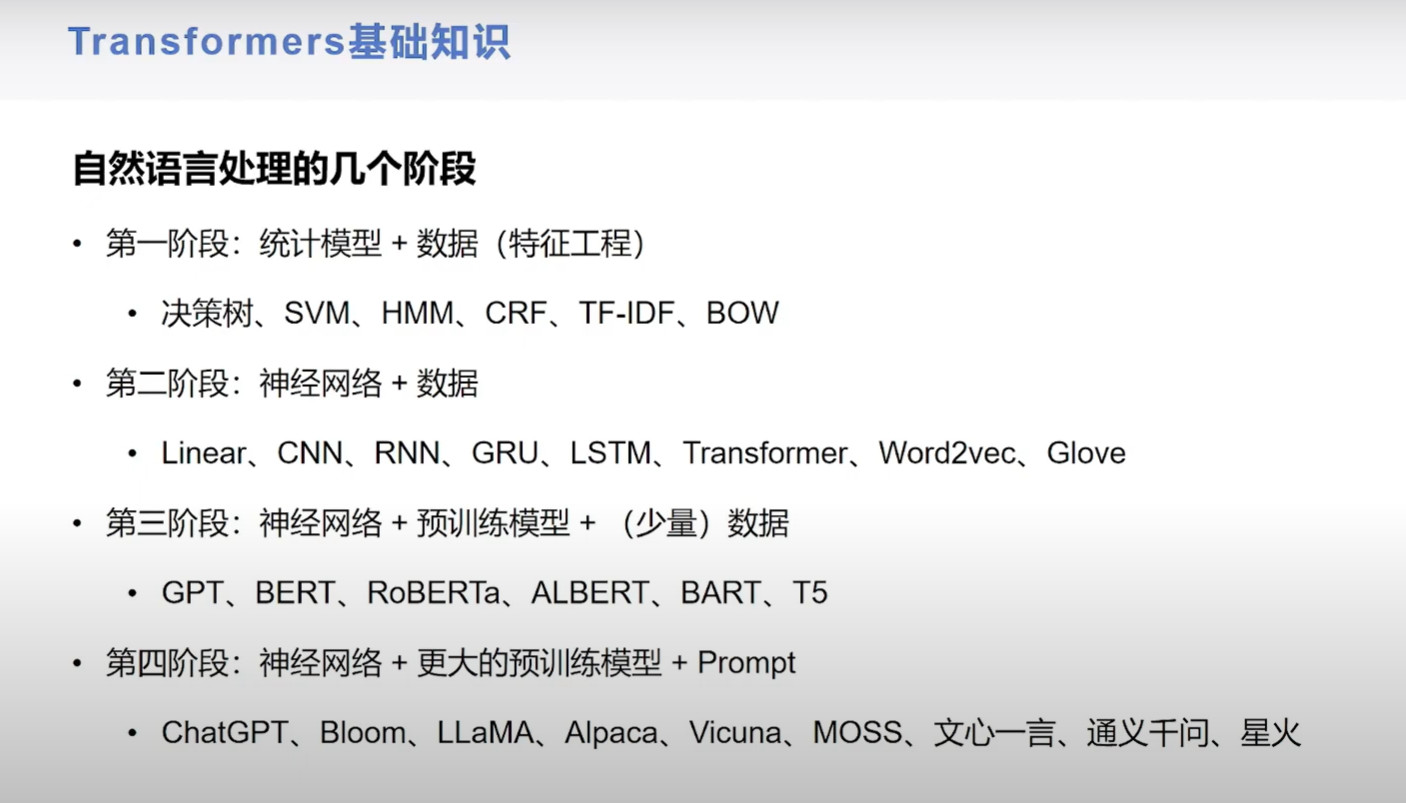 Transformers基础知识
自然语言处理的几个阶段
• 第一阶段：统计模型 + 数据（特征工程）
• 决策树、SVM、HMM、CRF、TF-IDF、BOW
• 第二阶段：神经网络 + 数据
• Linear、CNN、RNN、GRU、LSTM、Transformer、Word2vec、Glove
• 第三阶段：神经网络 + 预训练模型 + （少量）数据
• GPT、BERT、RoBERTa、ALBERT、BART、T5
• 第四阶段：神经网络 + 更大的预训练模型 + Prompt
• ChatGPT、Bloom、LLaMA、Alpaca、Vicuna、MOSS、文心一言、通义千问、星火